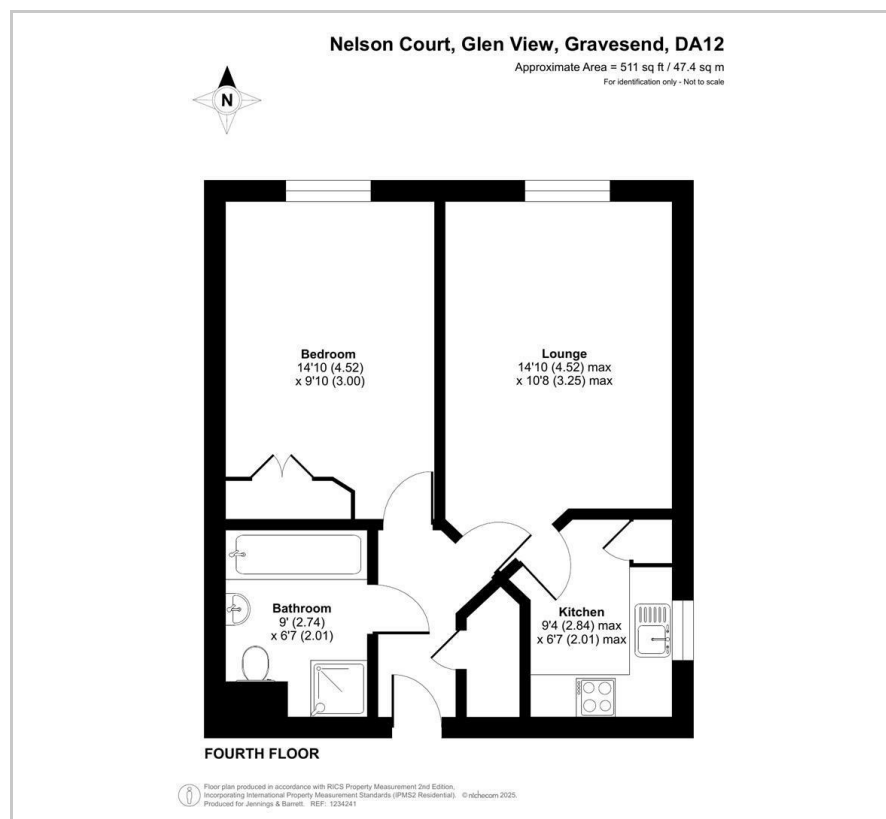 Nelson Court, Glen View, Gravesend, DA12
Approximate Area = 511 sq ft / 47.4 sq m
For identification only - Not to scale
N
Bedroom
14'10 (4.52)
x 9'10 (3.00)
Lounge
14'10 (4.52) max
x 10'8 (3.25) max
Bathroom
9' (2.74)
x 6'7 (2.01)
Kitchen
9'4 (2.84) max
x 6'7 (2.01) max
FOURTH FLOOR
Floor plan produced in accordance with RICS Property Measurement 2nd Edition.
Incorporating International Property Measurement Standards (IPMS2 Residential). © nichecom 2025.
Produced for Jennings & Barrett. REF: 1234241